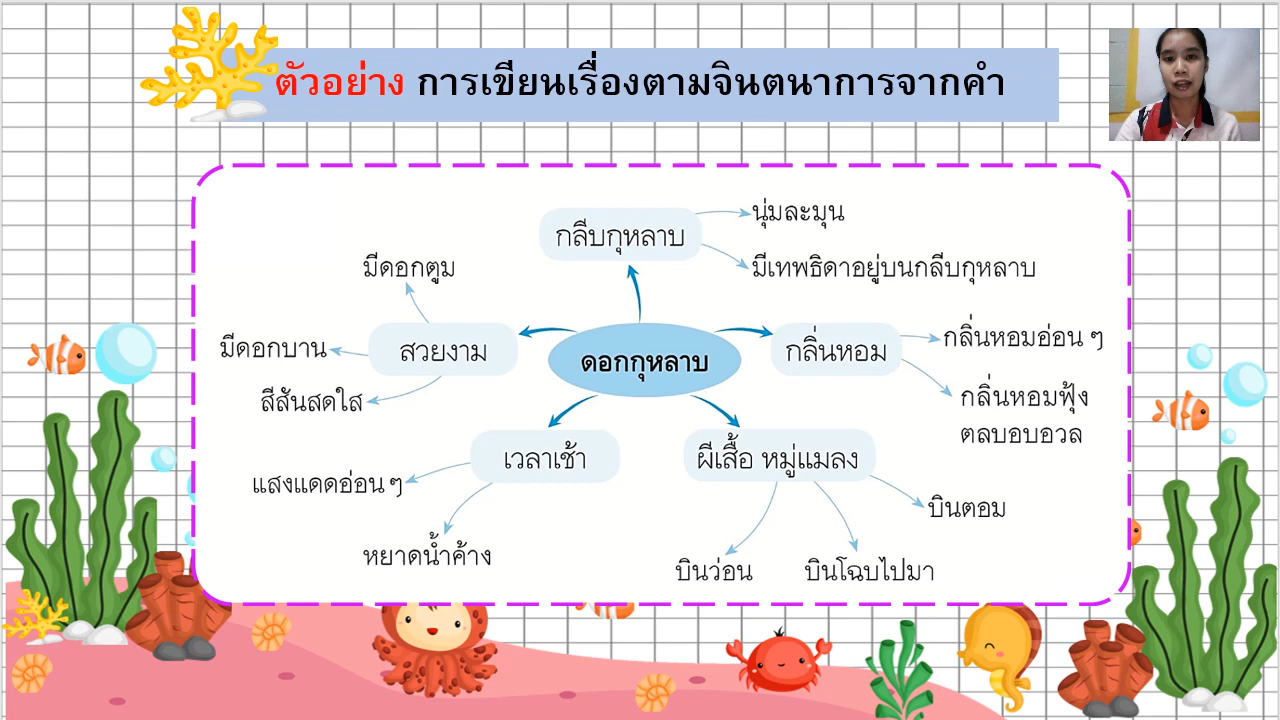 ตัวอย่าง การเขียนเรื่องตามจินตนาการจากคำ
นุ่มละมุน
กลีบกุหลาบ
มีดอกตูม
มีเทพธิดาอยู่บนกลีบกุหลาบ
มีดอกบาน
สวยงาม
ดอกกุหลาบ
กลิ่นหอม
กลิ่นหอมอ่อน ๆ
สีสันสดใส
กลิ่นหอมฟุ้ง
ตลบอบอวล
เวลาเช้า
ผีเสื้อ หมู่แมลง
แสงแดดอ่อน ๆ
บินตอม
หยาดน้ำค้าง
บินว่อน
บินโฉบไปมา